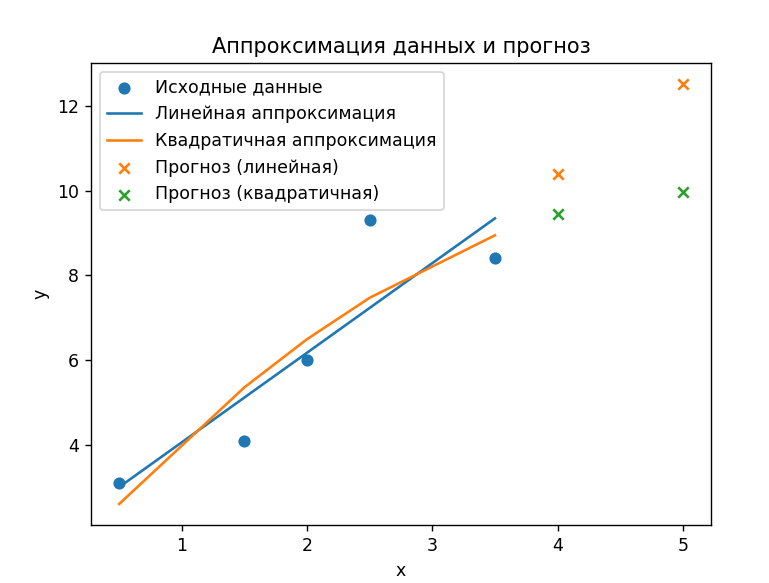 Аппроксимация данных и прогноз
Исходные данные
Линейная аппроксимация
Квадратичная аппроксимация
Прогноз (линейная)
Прогноз (квадратичная)
12
10
8
6
4
y
1 2 3 4 5
x